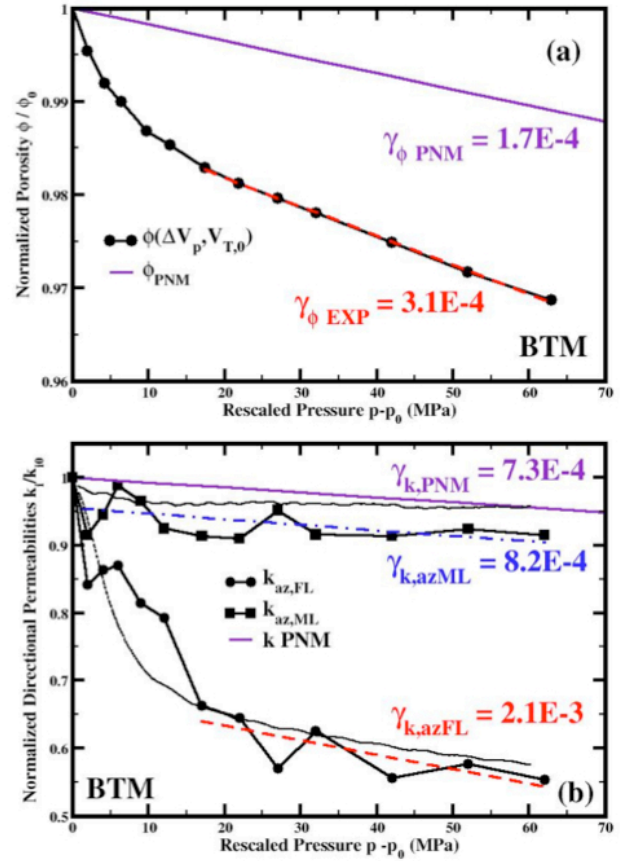 (a)
1
0.99
0.98
0.97
0.96
Normalized Porosity ϕ / ϕ₀
γϕ PNM = 1.7E-4
ϕ(ΔVₚ,V_T,0)
ϕPNM
γϕ EXP = 3.1E-4
BTM
0 10 20 30 40 50 60 70
Rescaled Pressure p-p₀ (MPa)
1
0.9
0.8
0.7
0.6
0.5
Normalized Directional Permeabilities kᵢ/kᵢ₀
γk,PNM = 7.3E-4
γk,azML = 8.2E-4
kaz,FL
kaz,ML
k PNM
γk,azFL = 2.1E-3
BTM
(b)
0 10 20 30 40 50 60 70
Rescaled Pressure p -p₀ (MPa)